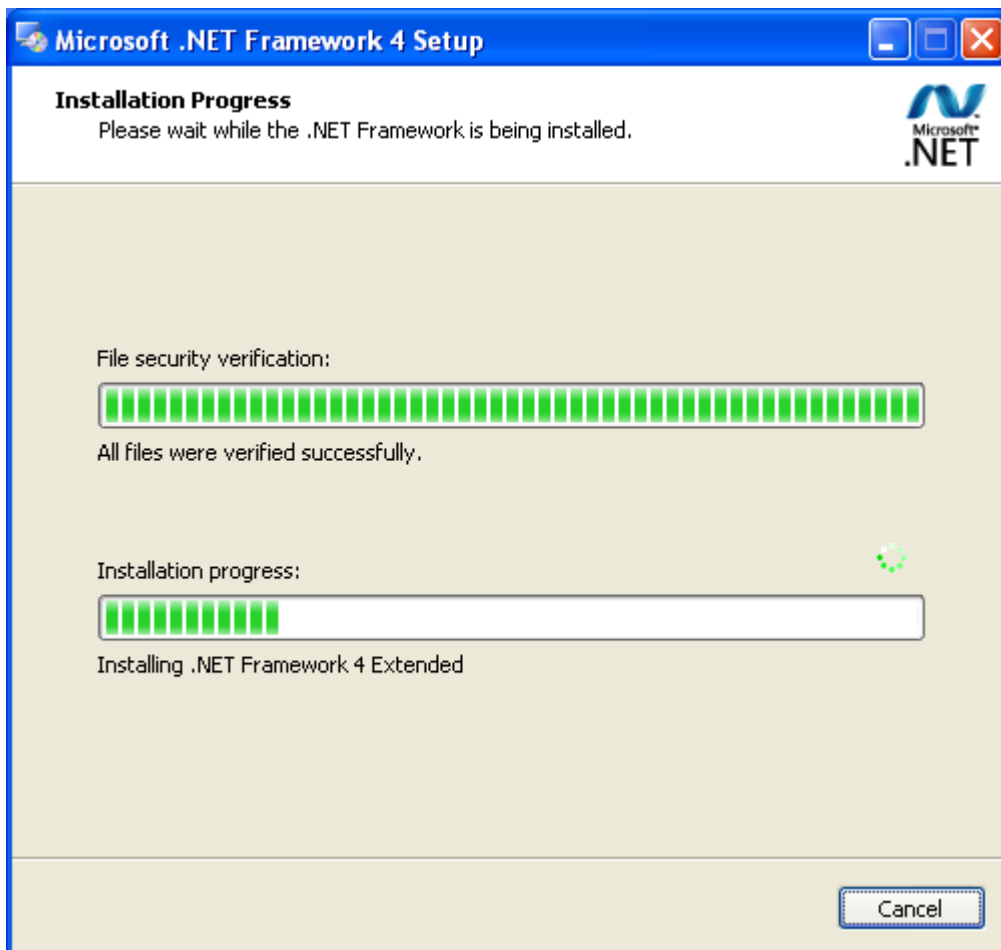 Microsoft .NET Framework 4 Setup
Installation Progress
Please wait while the .NET Framework is being installed.
Microsoft®
.NET
File security verification:
All files were verified successfully.
Installation progress:
Installing .NET Framework 4 Extended
Cancel